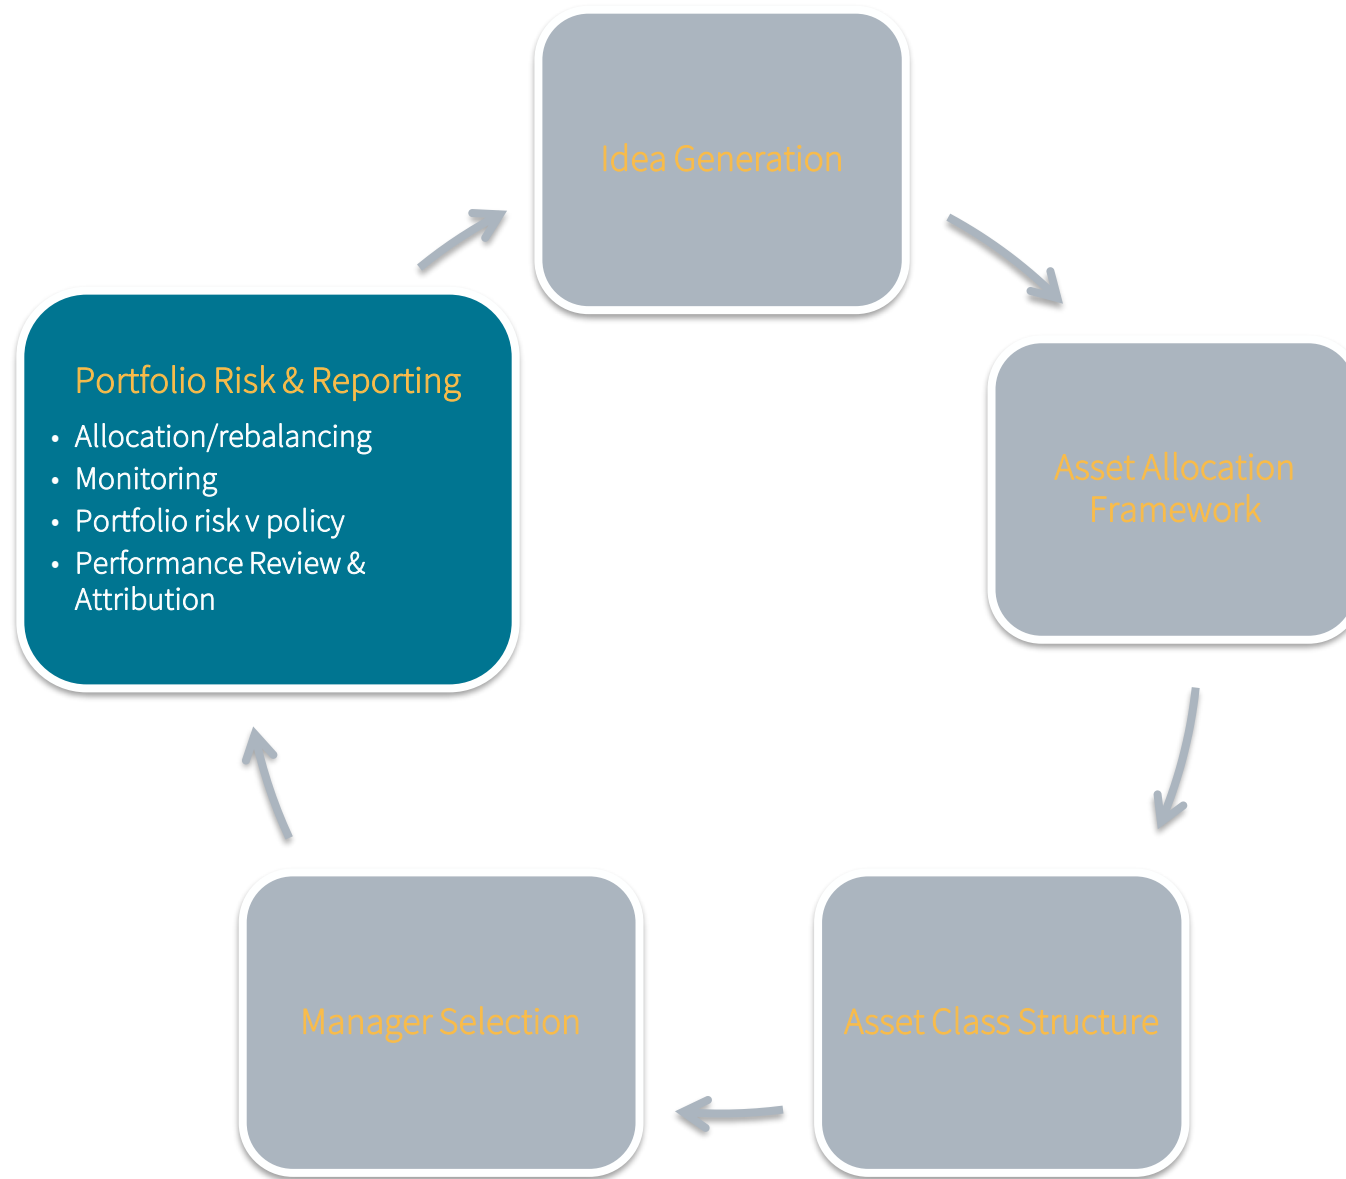 Idea Generation
Portfolio Risk & Reporting
• Allocation/rebalancing
• Monitoring
• Portfolio risk v policy
• Performance Review &
Attribution
Asset Allocation
Framework
Manager Selection
Asset Class Structure